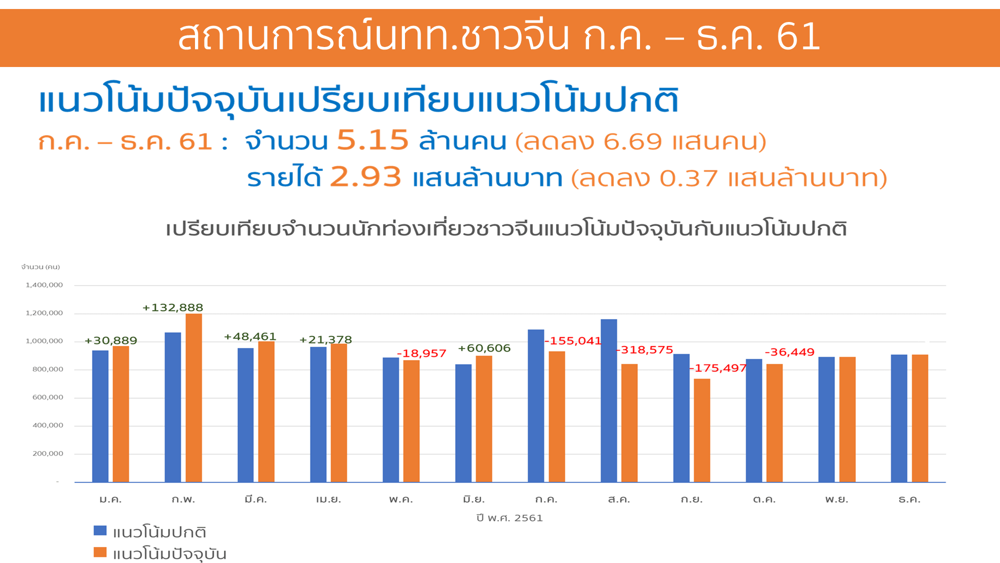 สถานการณ์นทท.ชาวจีน ก.ค. – ธ.ค. 61
แนวโน้มปัจจุบันเปรียบเทียบแนวโน้มปกติ
ก.ค. – ธ.ค. 61 : จำนวน 5.15 ล้านคน (ลดลง 6.69 แสนคน)
รายได้ 2.93 แสนล้านบาท (ลดลง 0.37 แสนล้านบาท)
เปรียบเทียบจำนวนนักท่องเที่ยวชาวจีนแนวโน้มปัจจุบันกับแนวโน้มปกติ
จำนวน (คน)
1,400,000
1,200,000
1,000,000
800,000
600,000
400,000
200,000
-
+30,889
+132,888
+48,461
+21,378
-18,957
+60,606
-155,041
-318,575
-175,497
-36,449
ม.ค. ก.พ. มี.ค. เม.ย. พ.ค. มิ.ย. ก.ค. ส.ค. ก.ย. ต.ค. พ.ย. ธ.ค.
ปี พ.ศ. 2561
แนวโน้มปกติ
แนวโน้มปัจจุบัน